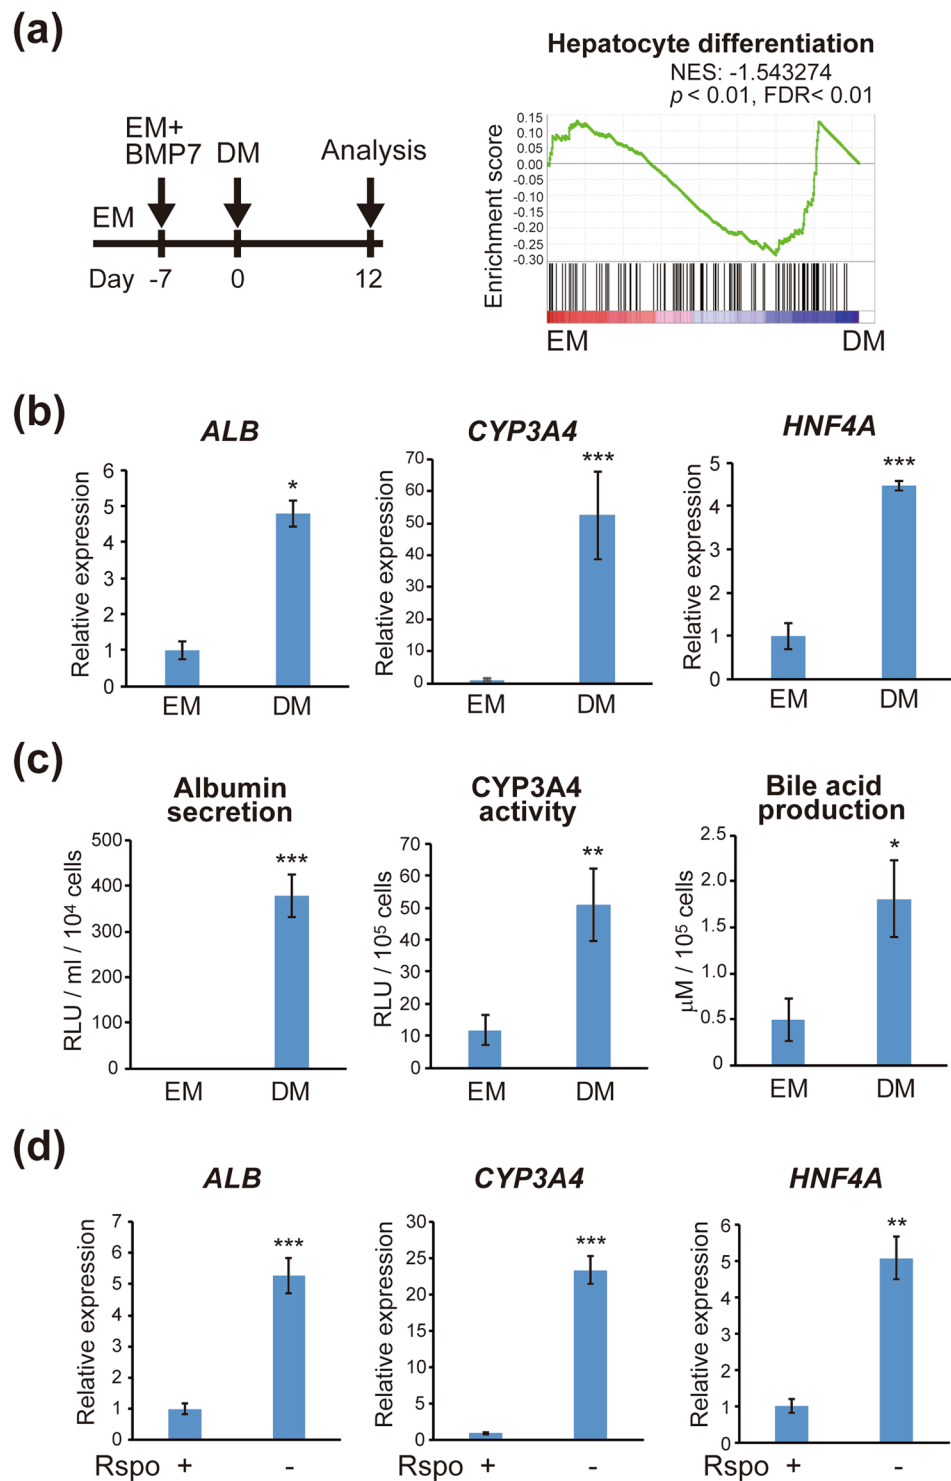 (a)
EM+
BMP7
DM
Analysis
EM
Day -7 0 12
Hepatocyte differentiation
NES: -1.543274
p < 0.01, FDR< 0.01
Enrichment score
0.15
0.10
0.05
0.00
-0.05
-0.10
-0.15
-0.20
-0.25
-0.30
EM DM
(b)
ALB
Relative expression
6
5
4
3
2
1
0
*
EM DM
CYP3A4
Relative expression
70
60
50
40
30
20
10
0
***
EM DM
HNF4A
Relative expression
5
4
3
2
1
0
***
EM DM
(c)
Albumin
secretion
RLU / ml / 10⁴ cells
500
400
300
200
100
0
***
EM DM
CYP3A4
activity
RLU / 10⁵ cells
70
60
50
40
30
20
10
0
**
EM DM
Bile acid
production
µM / 10⁵ cells
2.5
2.0
1.5
1.0
0.5
0
*
EM DM
(d)
ALB
Relative expression
7
6
5
4
3
2
1
0
***
Rspo + -
CYP3A4
Relative expression
30
25
20
15
10
5
0
***
Rspo + -
HNF4A
Relative expression
6
5
4
3
2
1
0
**
Rspo + -